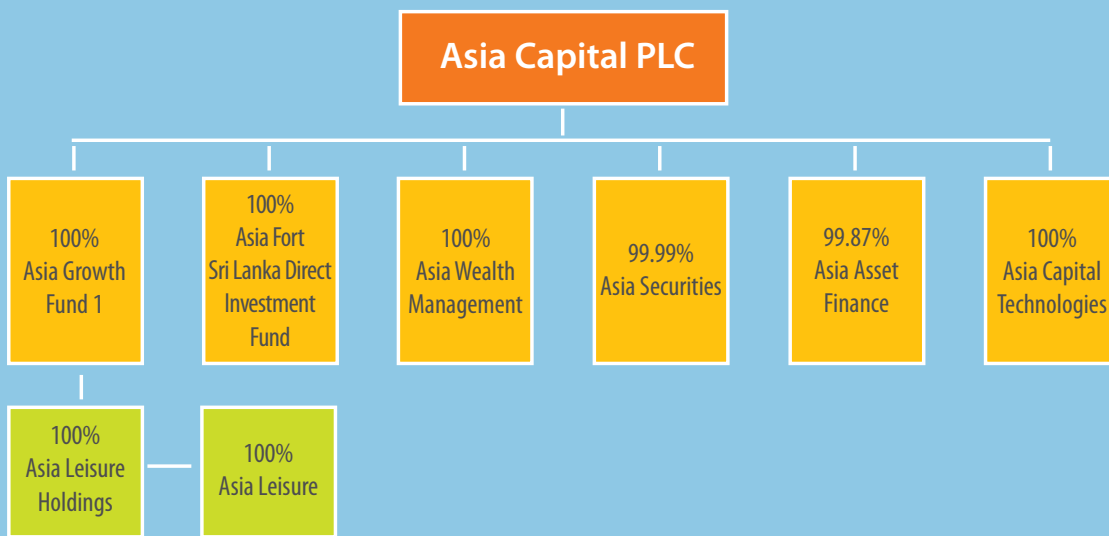 Asia Capital PLC
100%
Asia Growth
Fund 1
100%
Asia Fort
Sri Lanka Direct
Investment
Fund
100%
Asia Wealth
Management
99.99%
Asia Securities
99.87%
Asia Asset
Finance
100%
Asia Capital
Technologies
100%
Asia Leisure
Holdings
100%
Asia Leisure